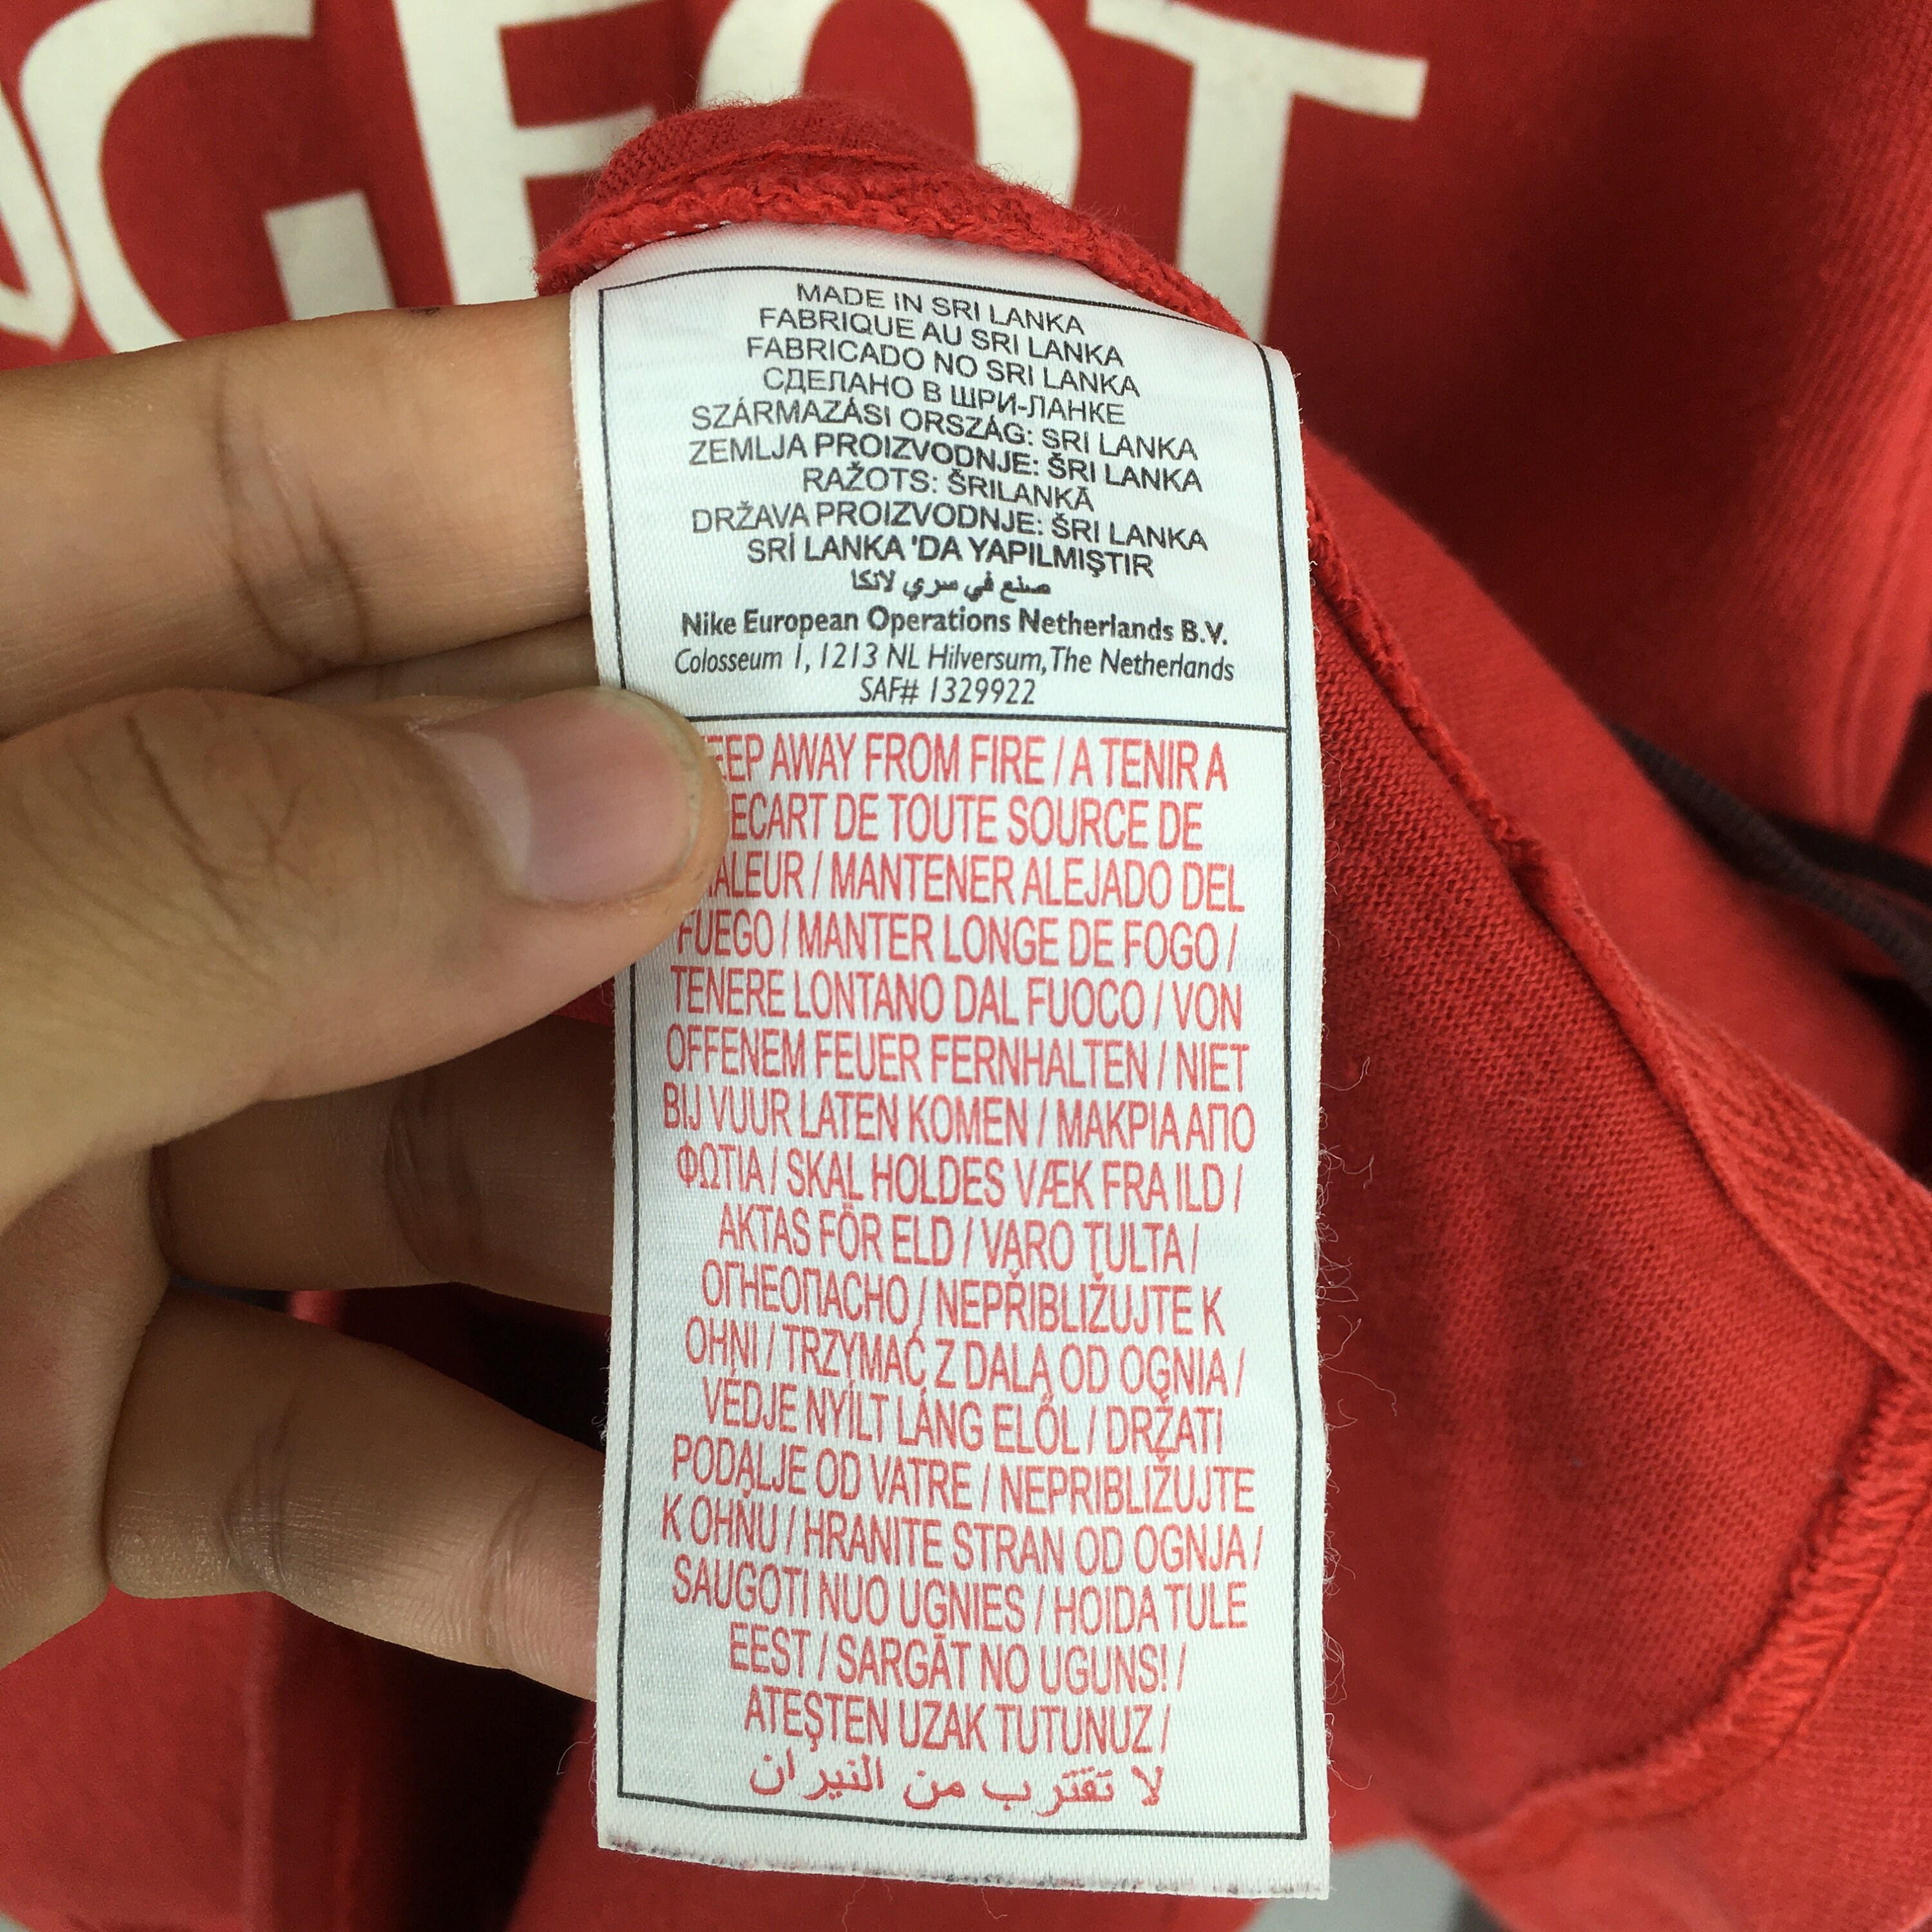 GEOT
MADE IN SRI LANKA
FABRIQUE AU SRI LANKA
FABRICADO NO SRI LANKA
СДЕЛАНО В ШРИ-ЛАНКЕ
SZÁRMAZÁSI ORSZÁG: SRI LANKA
ZEMLJA PROIZVODNJE: ŠRI LANKA
RAŽOTS: ŠRILANKĀ
DRŽAVA PROIZVODNJE: ŠRI LANKA
SRİ LANKA 'DA YAPILMIŞTIR
صنع في سري لانكا
Nike European Operations Netherlands B.V.
Colosseum 1, 1213 NL Hilversum, The Netherlands
SAF# 1329922
EEP AWAY FROM FIRE / A TENIR A
ECART DE TOUTE SOURCE DE
ALEUR / MANTENER ALEJADO DEL
FUEGO / MANTER LONGE DE FOGO /
TENERE LONTANO DAL FUOCO / VON
OFFENEM FEUER FERNHALTEN / NIET
BIJ VUUR LATEN KOMEN / ΜΑΚΡΙΑ ΑΠΟ
ΦΩΤΙΑ / SKAL HOLDES VÆK FRA ILD /
AKTAS FÖR ELD / VARO TULTA /
ОГНЕОПАСНО / NEPŘIBLIŽUJTE K
OHNI / TRZYMAĆ Z DALA OD OGNIA /
VÉDJE NYÍLT LÁNG ELŐL / DRŽATI
PODALJE OD VATRE / NEPRIBLIŽUJTE
K OHŇU / HRANITE STRAN OD OGNJA /
SAUGOTI NUO UGNIES / HOIDA TULE
EEST / SARGĀT NO UGUNS! /
ATEŞTEN UZAK TUTUNUZ /
لا تقترب من النيران